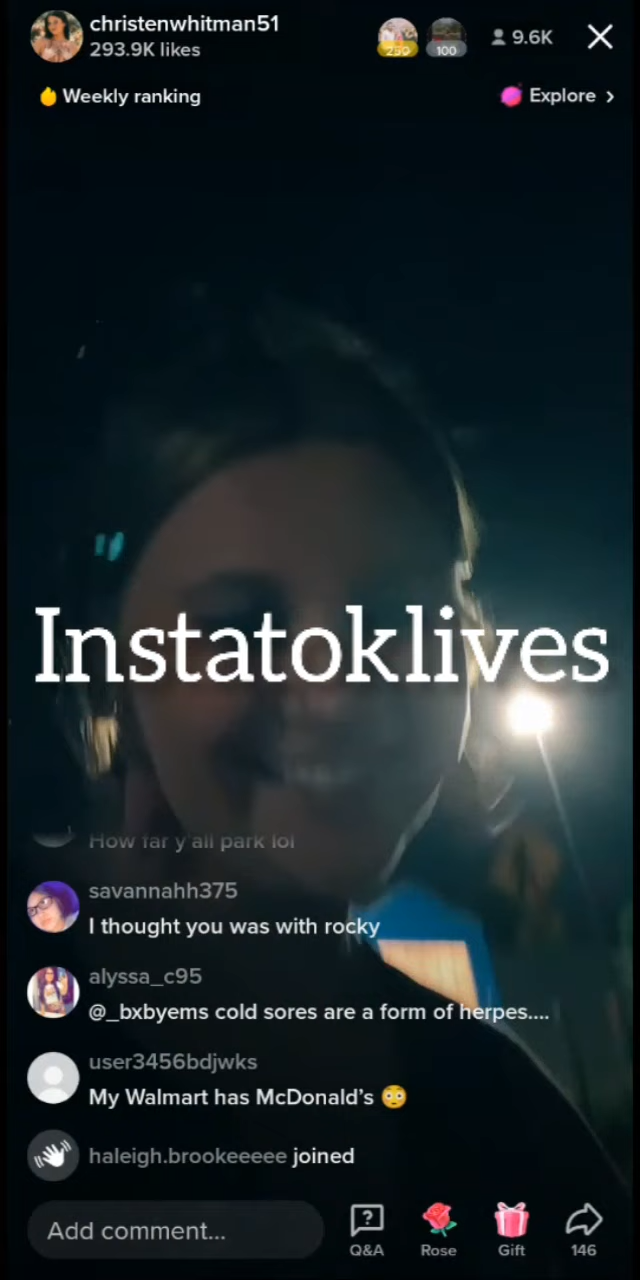 christenwhitman51
293.9K likes
250
100
9.6K
Weekly ranking
Explore >
Instatoklives
How far y'all park lol
savannahh375
I thought you was with rocky
alyssa_c95
@_bxbyems cold sores are a form of herpes....
user3456bdjwks
My Walmart has McDonald's 😳
haleigh.brookeeeee joined
Add comment...
Q&A
Rose
Gift
146